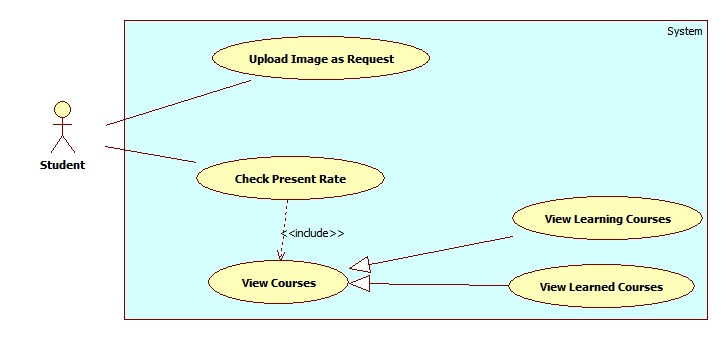 System
Upload Image as Request
Student
Check Present Rate
<<include>>
View Learning Courses
View Courses
View Learned Courses